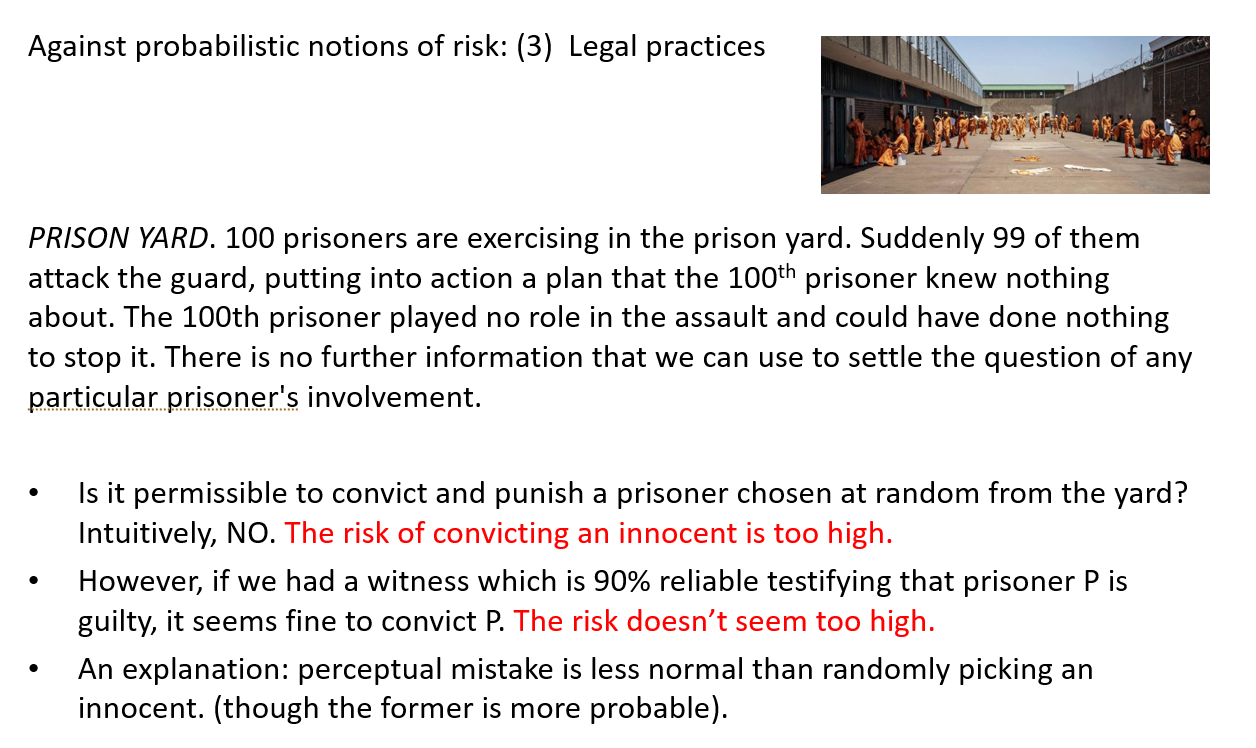 Against probabilistic notions of risk: (3)  Legal practices
PRISON YARD. 100 prisoners are exercising in the prison yard. Suddenly 99 of them
attack the guard, putting into action a plan that the 100th prisoner knew nothing
about. The 100th prisoner played no role in the assault and could have done nothing
to stop it. There is no further information that we can use to settle the question of any
particular prisoner's involvement.
• Is it permissible to convict and punish a prisoner chosen at random from the yard?
Intuitively, NO. The risk of convicting an innocent is too high.
• However, if we had a witness which is 90% reliable testifying that prisoner P is
guilty, it seems fine to convict P. The risk doesn’t seem too high.
• An explanation: perceptual mistake is less normal than randomly picking an
innocent. (though the former is more probable).